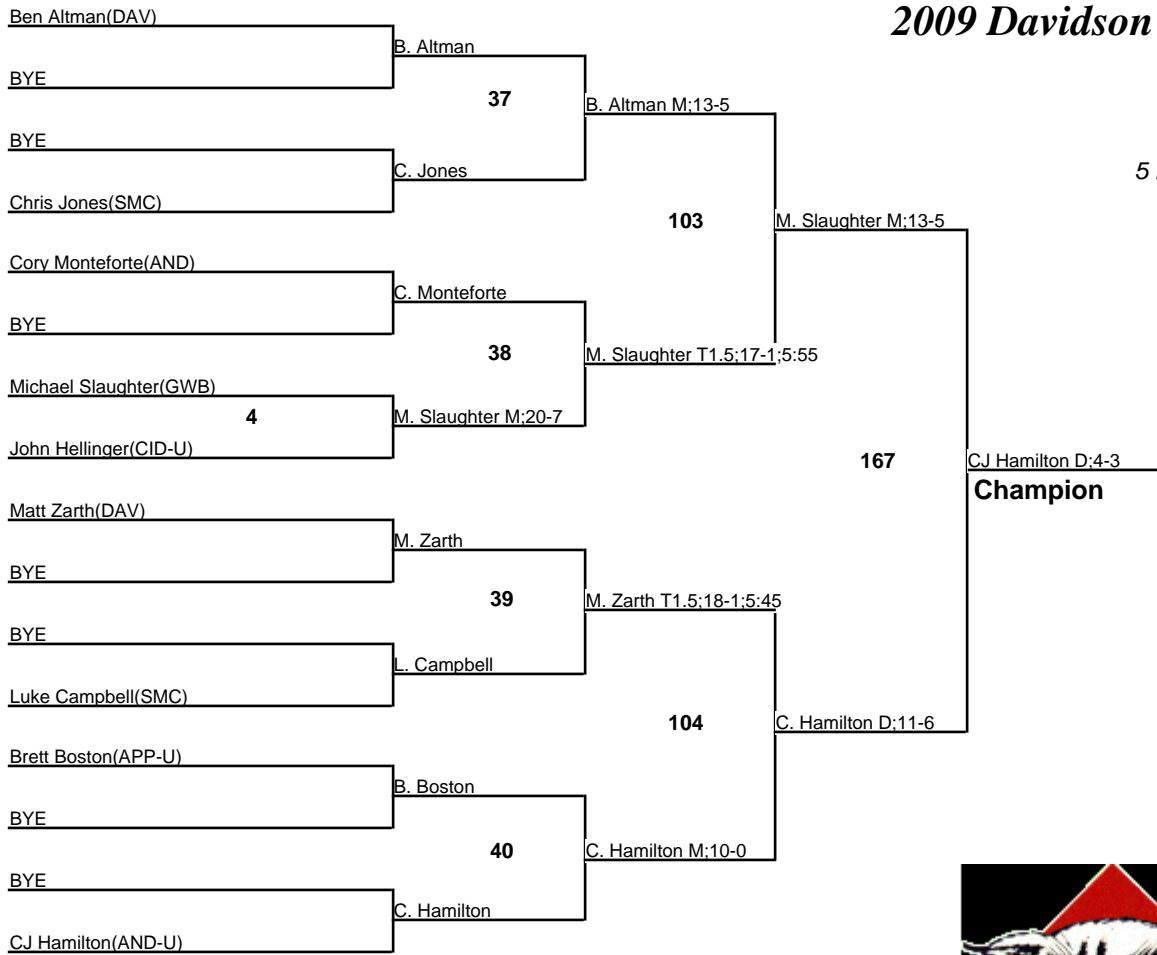 Ben Altman(DAV)
2009 Davidson
B. Altman
BYE
37
B. Altman M;13-5
BYE
C. Jones
5
Chris Jones(SMC)
103
M. Slaughter M;13-5
Cory Monteforte(AND)
C. Monteforte
BYE
38
M. Slaughter T1.5;17-1;5:55
Michael Slaughter(GWB)
4
M. Slaughter M;20-7
John Hellinger(CID-U)
167
CJ Hamilton D;4-3
Champion
Matt Zarth(DAV)
M. Zarth
BYE
39
M. Zarth T1.5;18-1;5:45
BYE
L. Campbell
Luke Campbell(SMC)
104
C. Hamilton D;11-6
Brett Boston(APP-U)
B. Boston
BYE
40
C. Hamilton M;10-0
BYE
C. Hamilton
CJ Hamilton(AND-U)